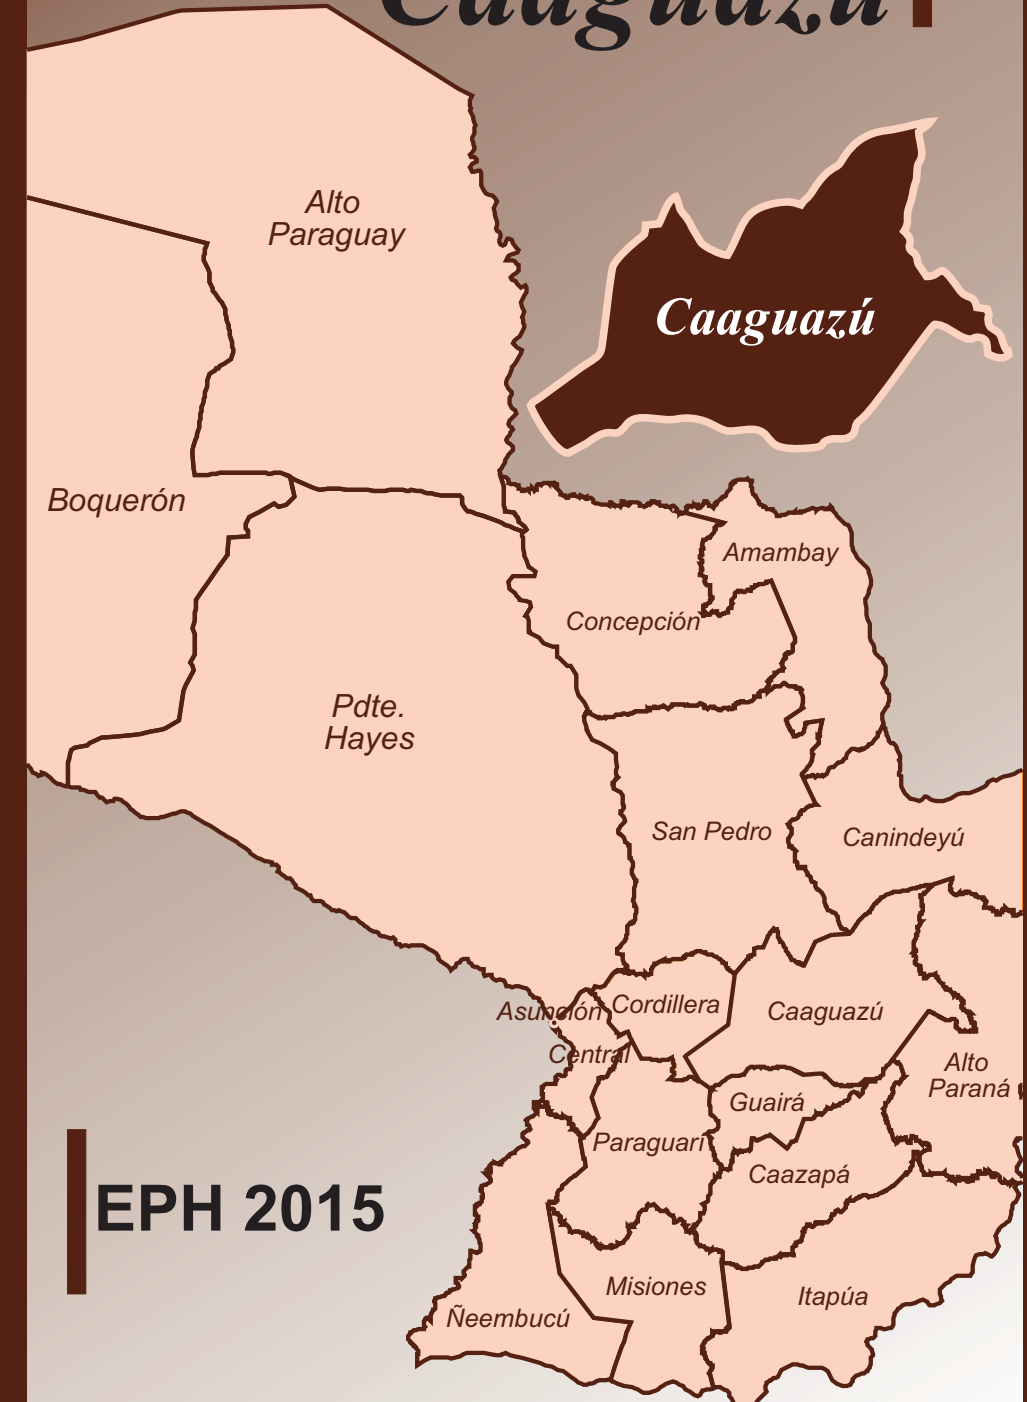 Caaguazú
Alto
Paraguay
Caaguazú
Boquerón
Amambay
Concepción
Pdte.
Hayes
San Pedro
Canindeyú
Asunción
Cordillera
Caaguazú
Central
Alto
Paraná
Guairá
Paraguarí
Caazapá
EPH 2015
Misiones
Itapúa
Ñeembucú